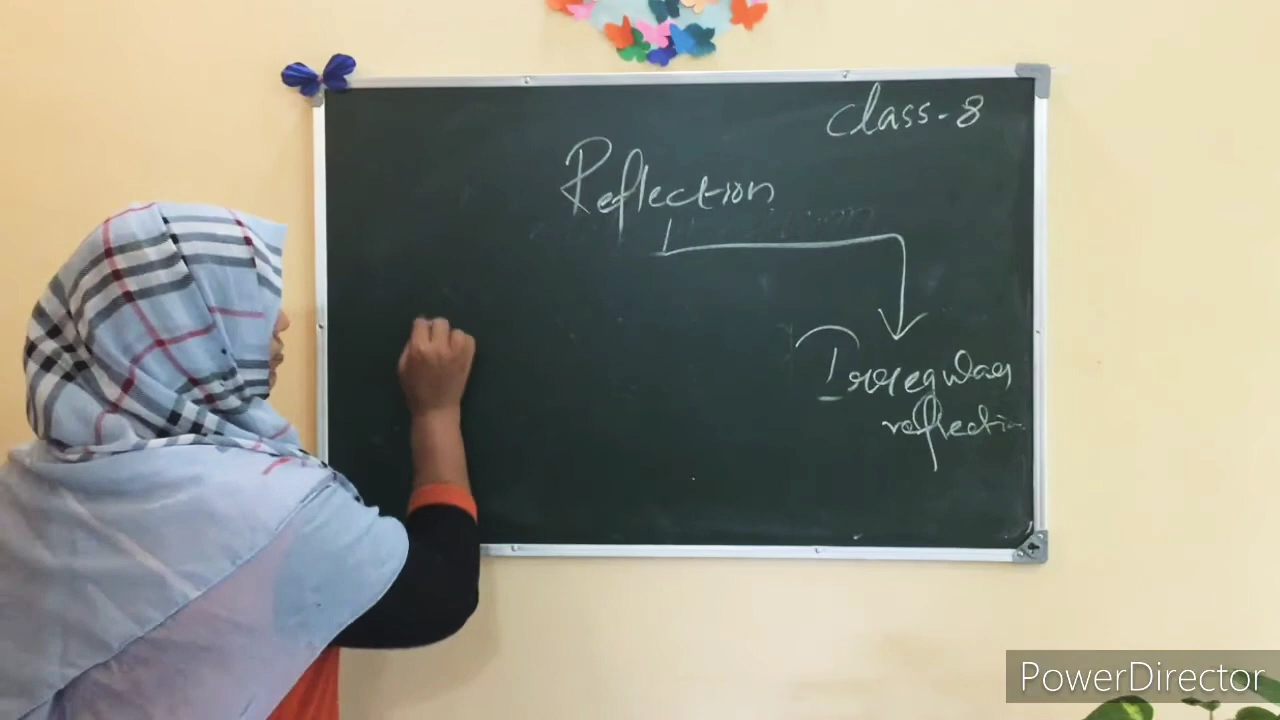 Class-8
Reflection
Irregular
reflection
PowerDirector